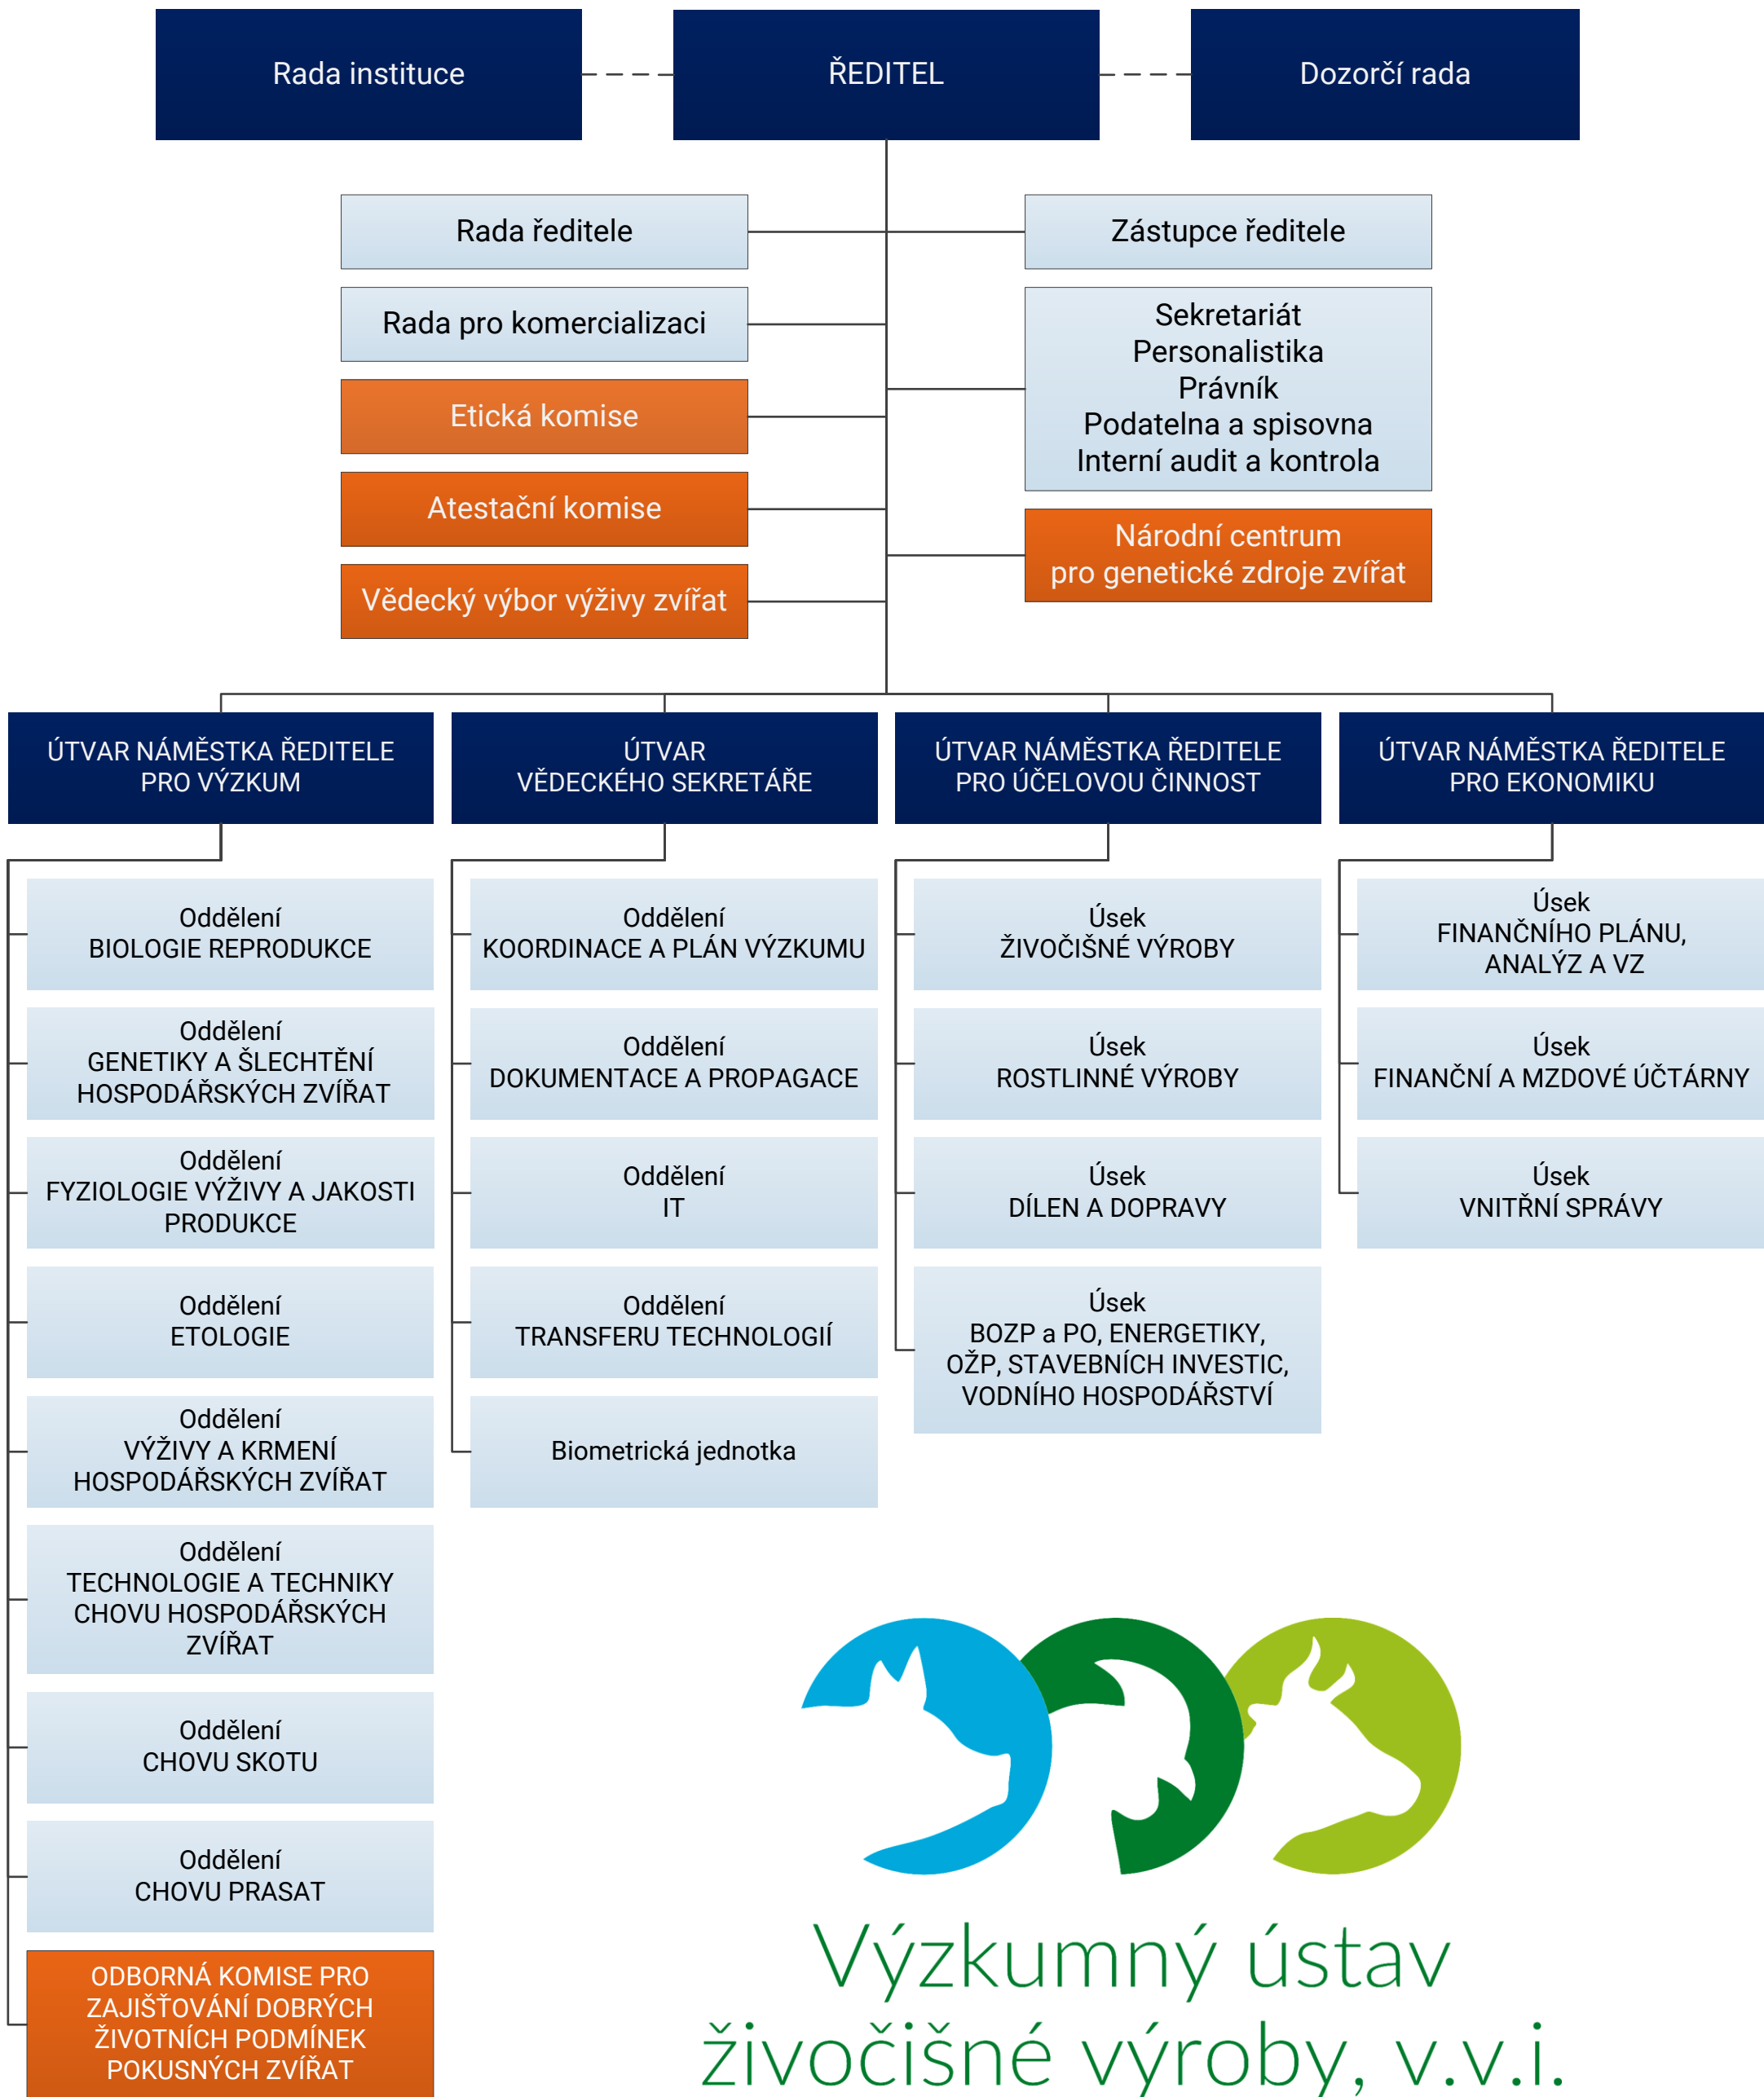 Rada instituce
ŘEDITEL
Dozorčí rada
Rada ředitele
Zástupce ředitele
Rada pro komercializaci
Sekretariát
Personalistika
Právník
Podatelna a spisovna
Interní audit a kontrola
Etická komise
Atestační komise
Národní centrum
pro genetické zdroje zvířat
Vědecký výbor výživy zvířat
ÚTVAR NÁMĚSTKA ŘEDITELE
PRO VÝZKUM
ÚTVAR
VĚDECKÉHO SEKRETÁŘE
ÚTVAR NÁMĚSTKA ŘEDITELE
PRO ÚČELOVOU ČINNOST
ÚTVAR NÁMĚSTKA ŘEDITELE
PRO EKONOMIKU
Oddělení
BIOLOGIE REPRODUKCE
Oddělení
GENETIKY A ŠLECHTĚNÍ
HOSPODÁŘSKÝCH ZVÍŘAT
Oddělení
FYZIOLOGIE VÝŽIVY A JAKOSTI
PRODUKCE
Oddělení
ETOLOGIE
Oddělení
VÝŽIVY A KRMENÍ
HOSPODÁŘSKÝCH ZVÍŘAT
Oddělení
TECHNOLOGIE A TECHNIKY
CHOVU HOSPODÁŘSKÝCH
ZVÍŘAT
Oddělení
CHOVU SKOTU
Oddělení
CHOVU PRASAT
ODBORNÁ KOMISE PRO
ZAJIŠŤOVÁNÍ DOBRÝCH
ŽIVOTNÍCH PODMÍNEK
POKUSNÝCH ZVÍŘAT
Oddělení
KOORDINACE A PLÁN VÝZKUMU
Oddělení
DOKUMENTACE A PROPAGACE
Oddělení
IT
Oddělení
TRANSFERU TECHNOLOGIÍ
Biometrická jednotka
Úsek
ŽIVOČIŠNÉ VÝROBY
Úsek
ROSTLINNÉ VÝROBY
Úsek
DÍLEN A DOPRAVY
Úsek
BOZP a PO, ENERGETIKY,
OŽP, STAVEBNÍCH INVESTIC,
VODNÍHO HOSPODÁŘSTVÍ
Úsek
FINANČNÍHO PLÁNU,
ANALÝZ A VZ
Úsek
FINANČNÍ A MZDOVÉ ÚČTÁRNY
Úsek
VNITŘNÍ SPRÁVY
Výzkumný ústav
živočišné výroby, v.v.i.